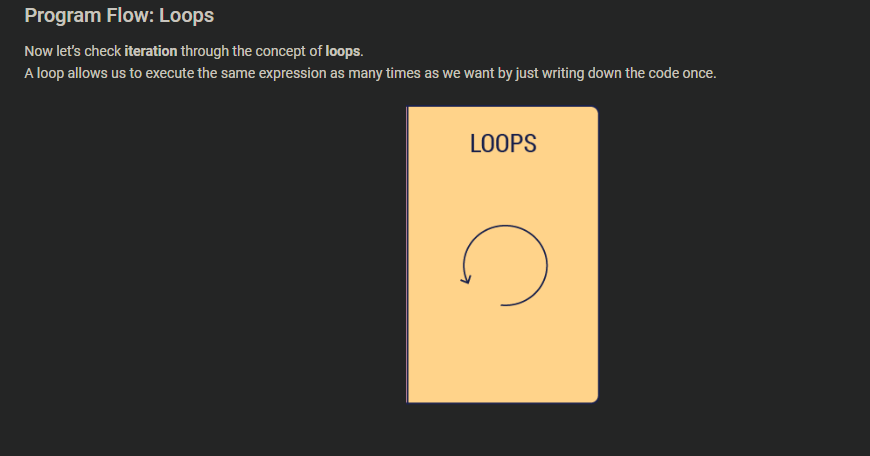 Program Flow: Loops
Now let's check iteration through the concept of loops.
A loop allows us to execute the same expression as many times as we want by just writing down the code once.
LOOPS